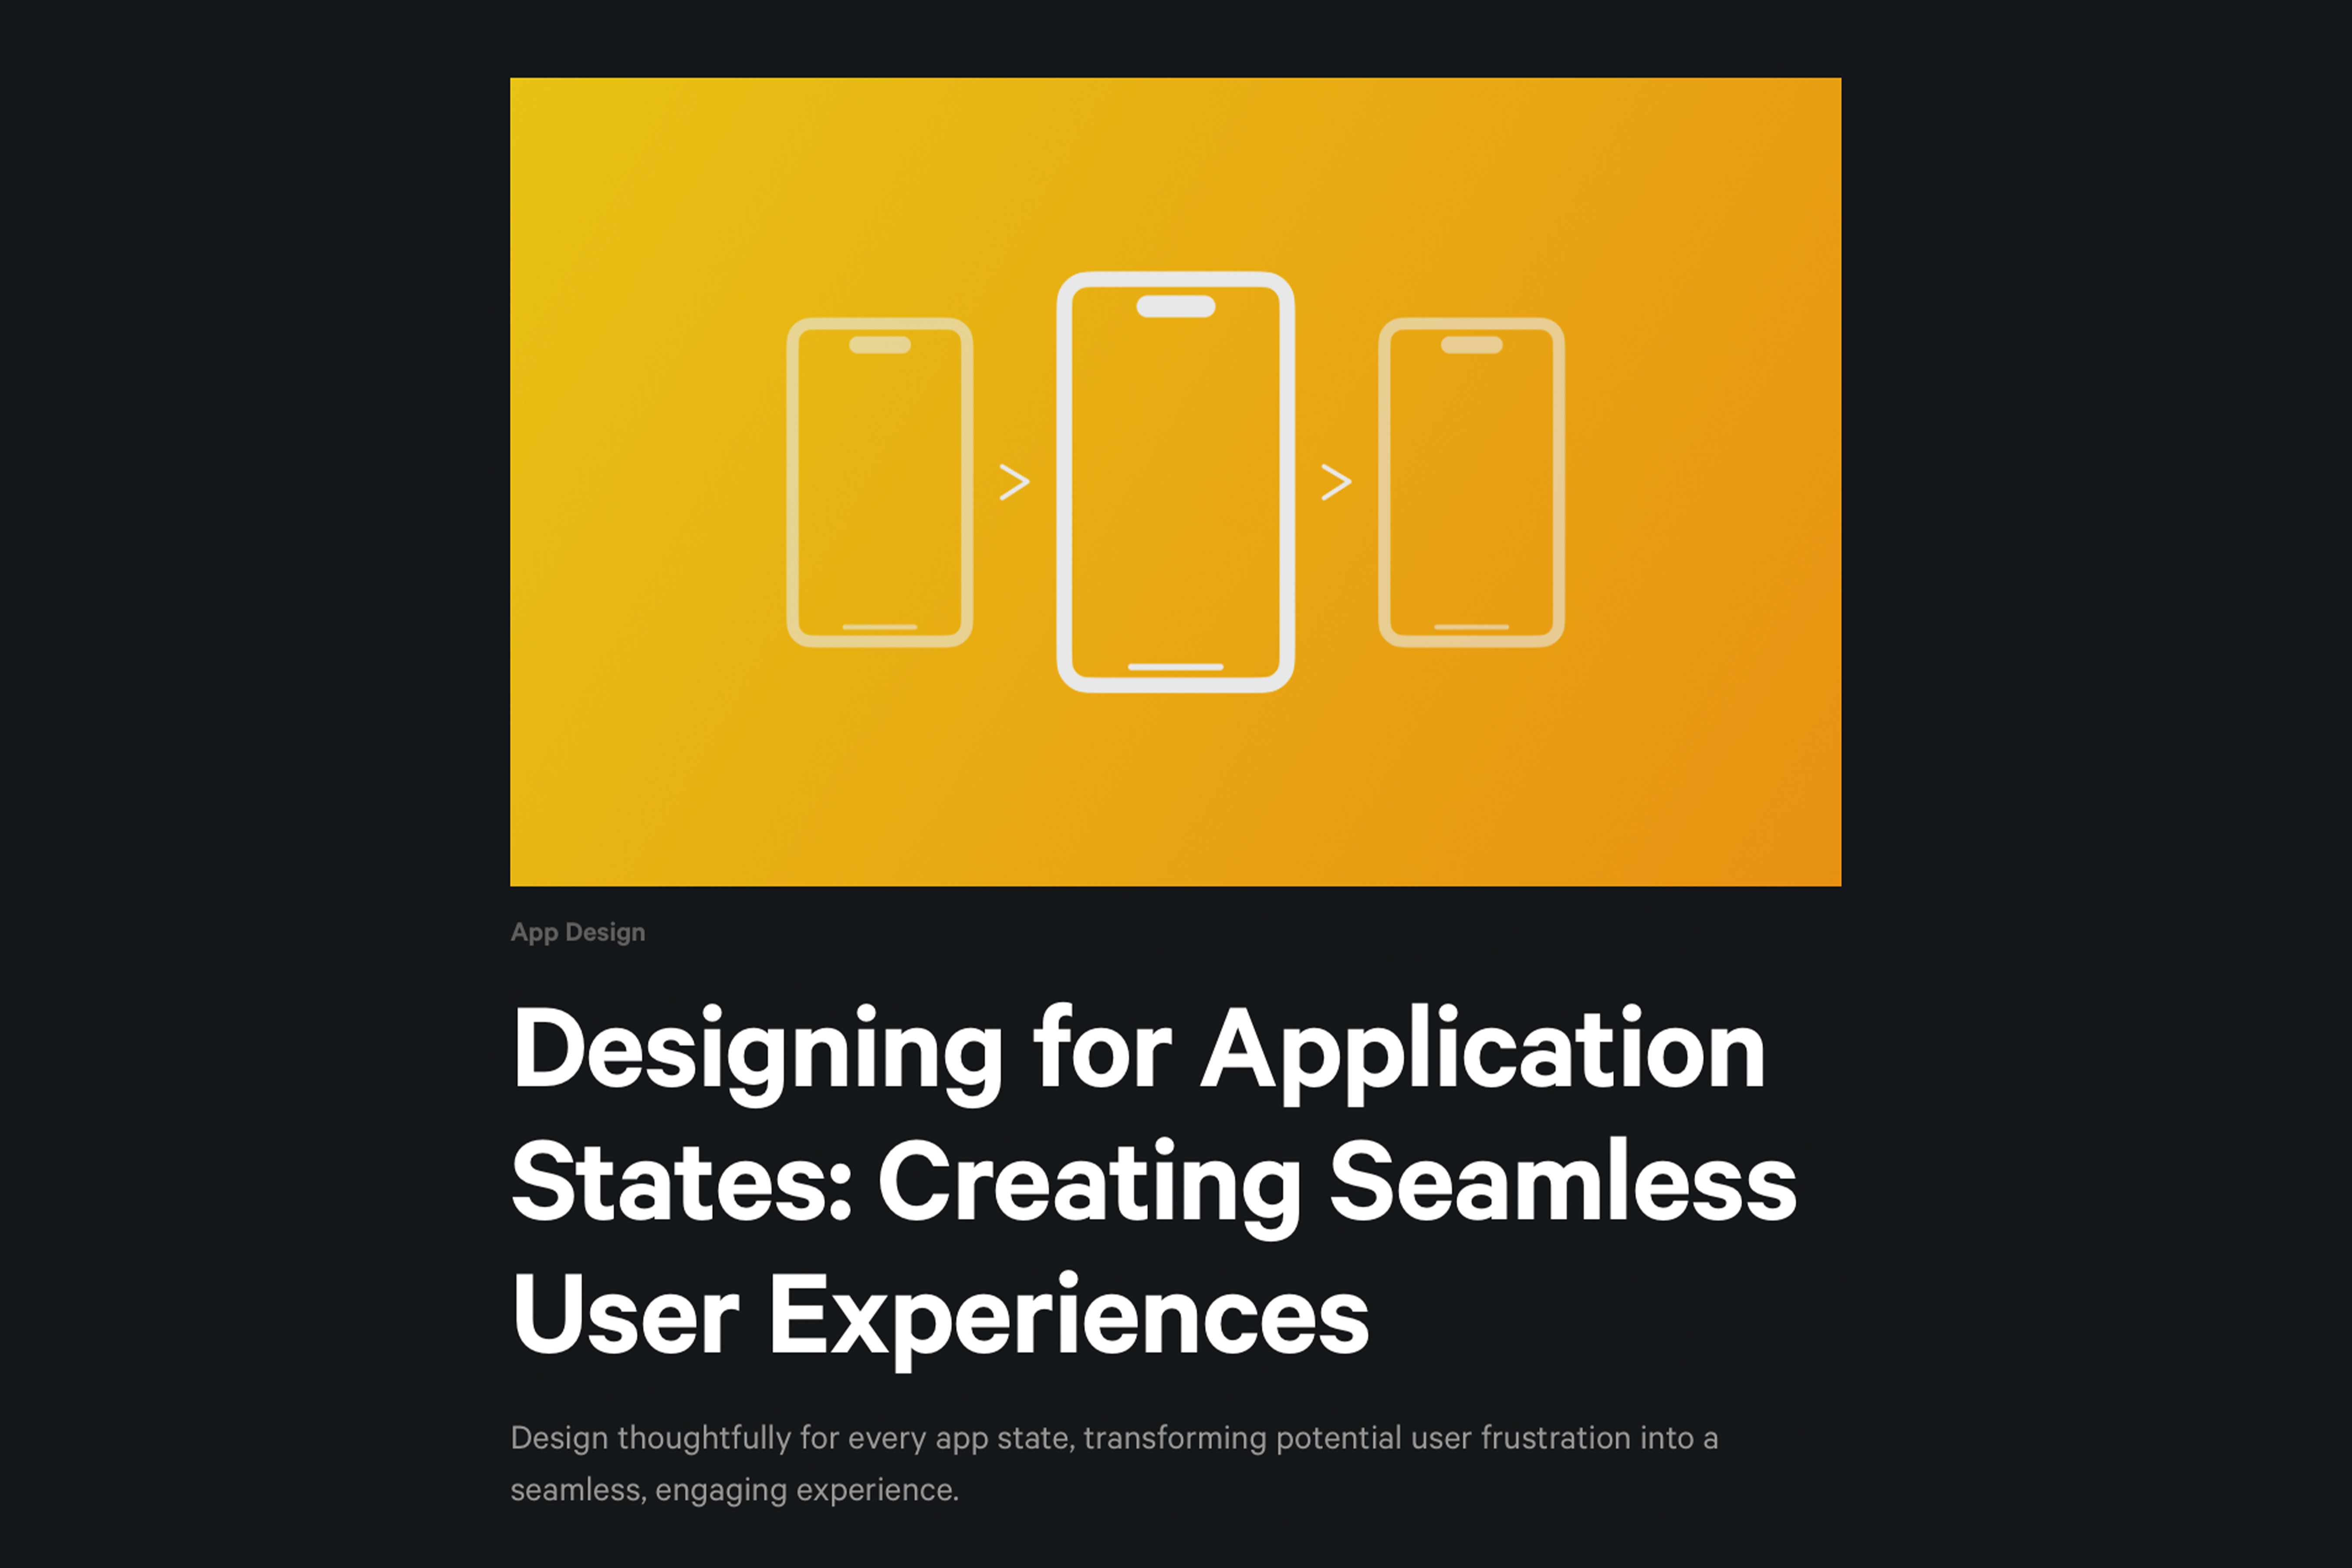 App Design
Designing for Application
States: Creating Seamless
User Experiences
Design thoughtfully for every app state, transforming potential user frustration into a
seamless, engaging experience.